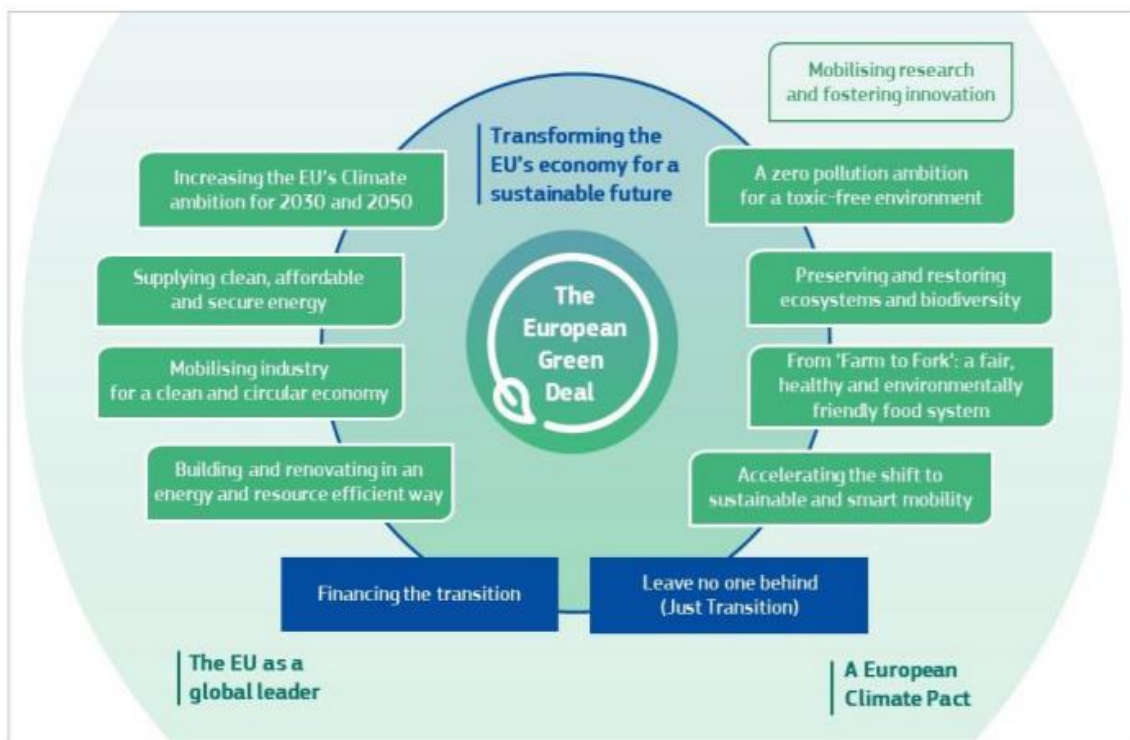 Mobilising research
and fostering innovation
Transforming the
EU's economy for a
sustainable future
Increasing the EU's Climate
ambition for 2030 and 2050
A zero pollution ambition
for a toxic-free environment
Supplying clean, affordable
and secure energy
Preserving and restoring
ecosystems and biodiversity
The
European
Green
Deal
Mobilising industry
for a clean and circular economy
From 'Farm to Fork': a fair,
healthy and environmentally
friendly food system
Building and renovating in an
energy and resource efficient way
Accelerating the shift to
sustainable and smart mobility
Financing the transition
Leave no one behind
(Just Transition)
The EU as a
global leader
A European
Climate Pact